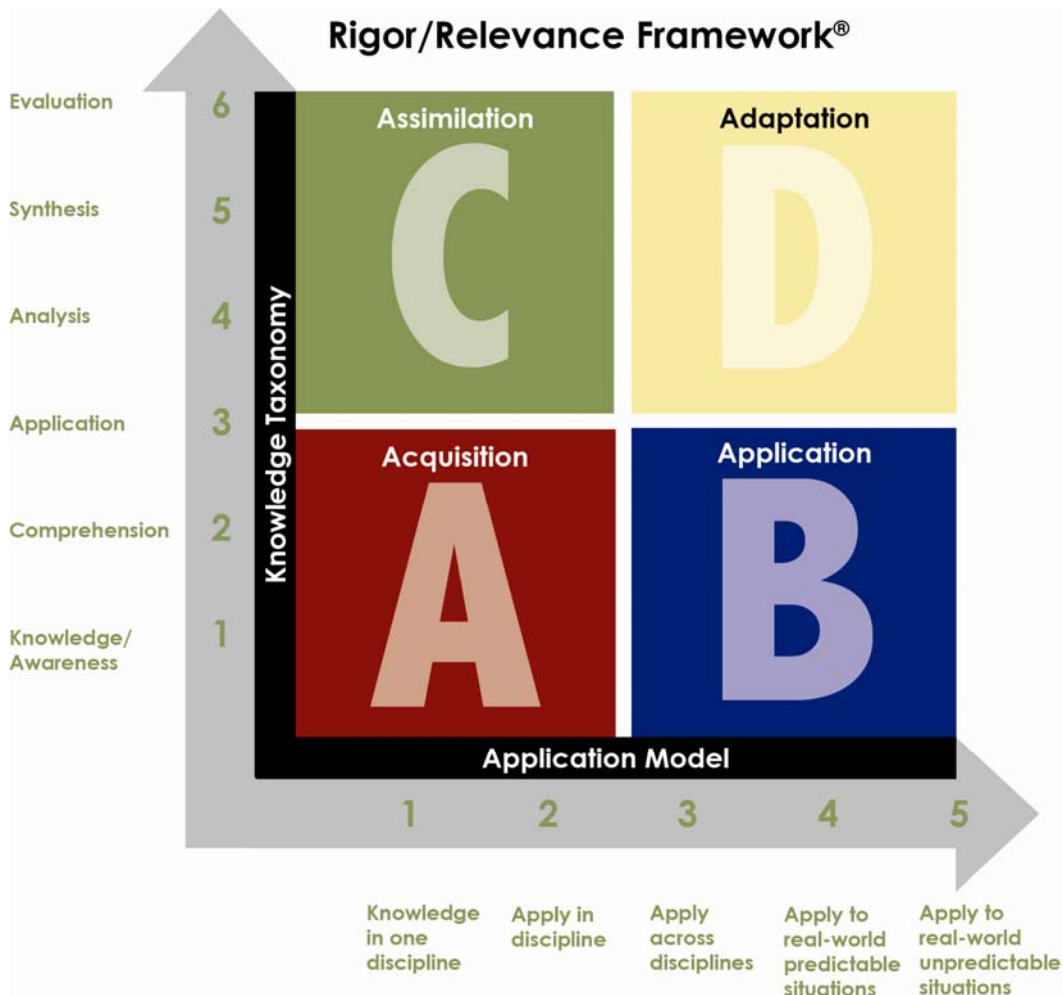 Rigor/Relevance Framework®
Evaluation
6
Synthesis
5
Analysis
4
Application
3
Comprehension
2
Knowledge/
Awareness
1
Knowledge Taxonomy
Assimilation
C
Adaptation
D
Acquisition
A
Application
B
Application Model
1 2 3 4 5
Knowledge
in one
discipline
Apply in
discipline
Apply
across
disciplines
Apply to
real-world
predictable
situations
Apply to
real-world
unpredictable
situations